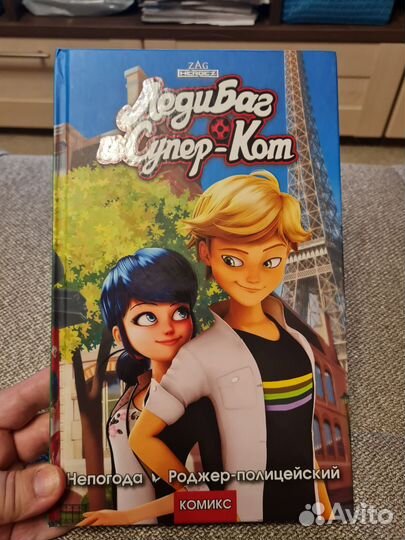 ZAG
HEROEZ
ЛедиБаг
и Супер-Кот
Непогода
Роджер-полицейский
КОМИКС
Avito